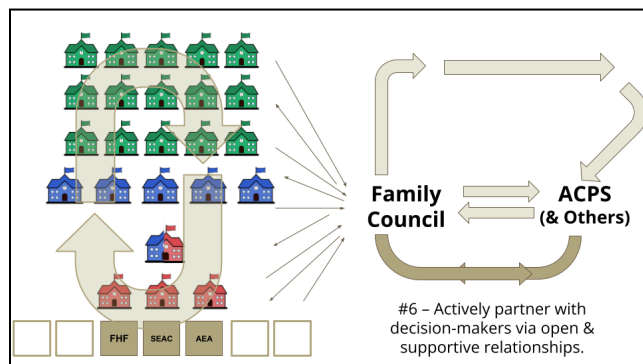 Family
Council
ACPS
(& Others)
FHF
SEAC
AEA
#6 – Actively partner with
decision-makers via open &
supportive relationships.